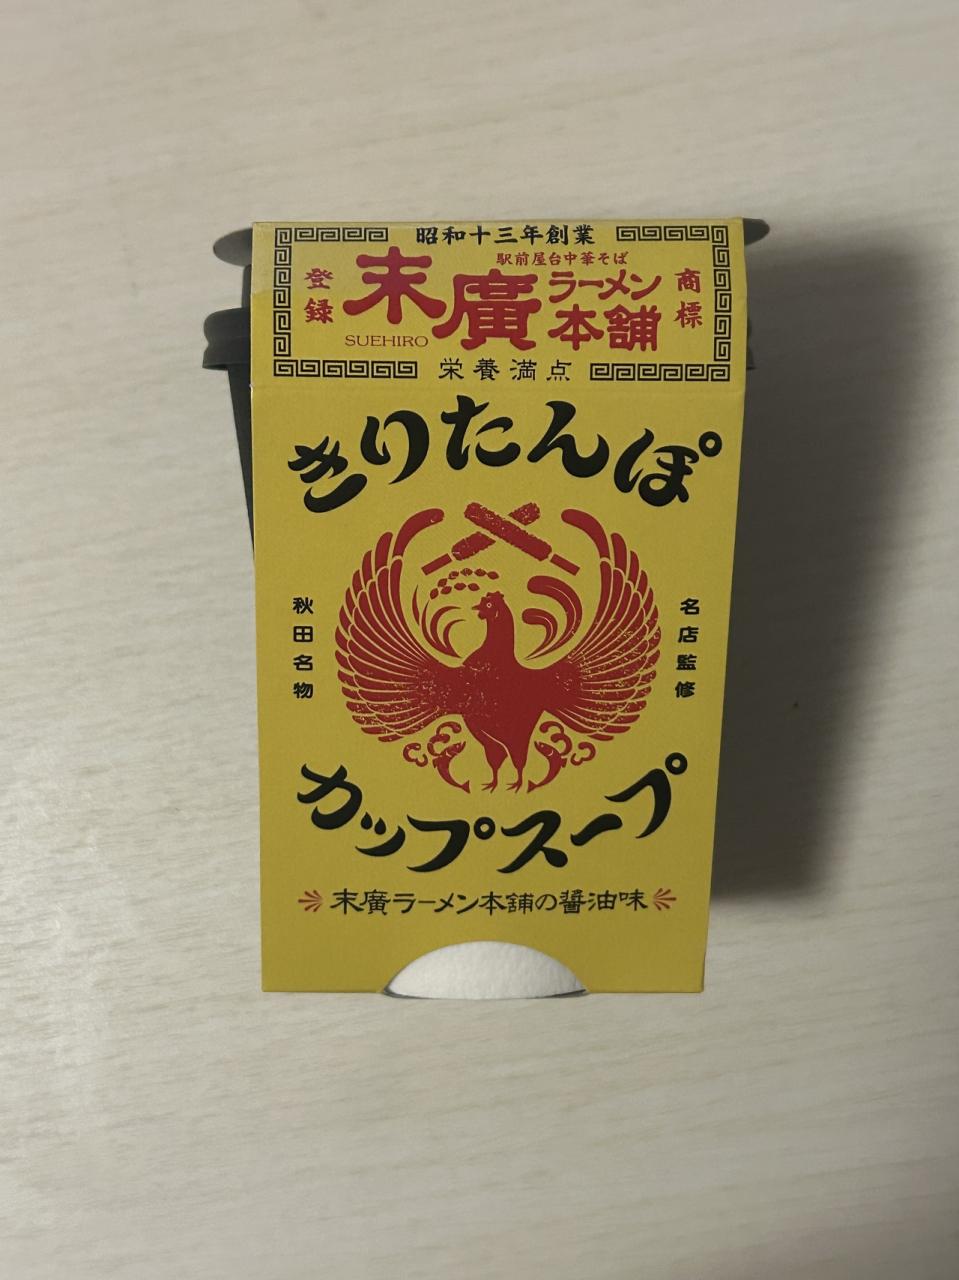 昭和十三年創業
駅前屋台中華そば
登録
末廣
ラーメン
本舗
商標
SUEHIRO
栄養満点
きりたんぽ
秋田名物
名店監修
カップスープ
末廣ラーメン本舗の醤油味